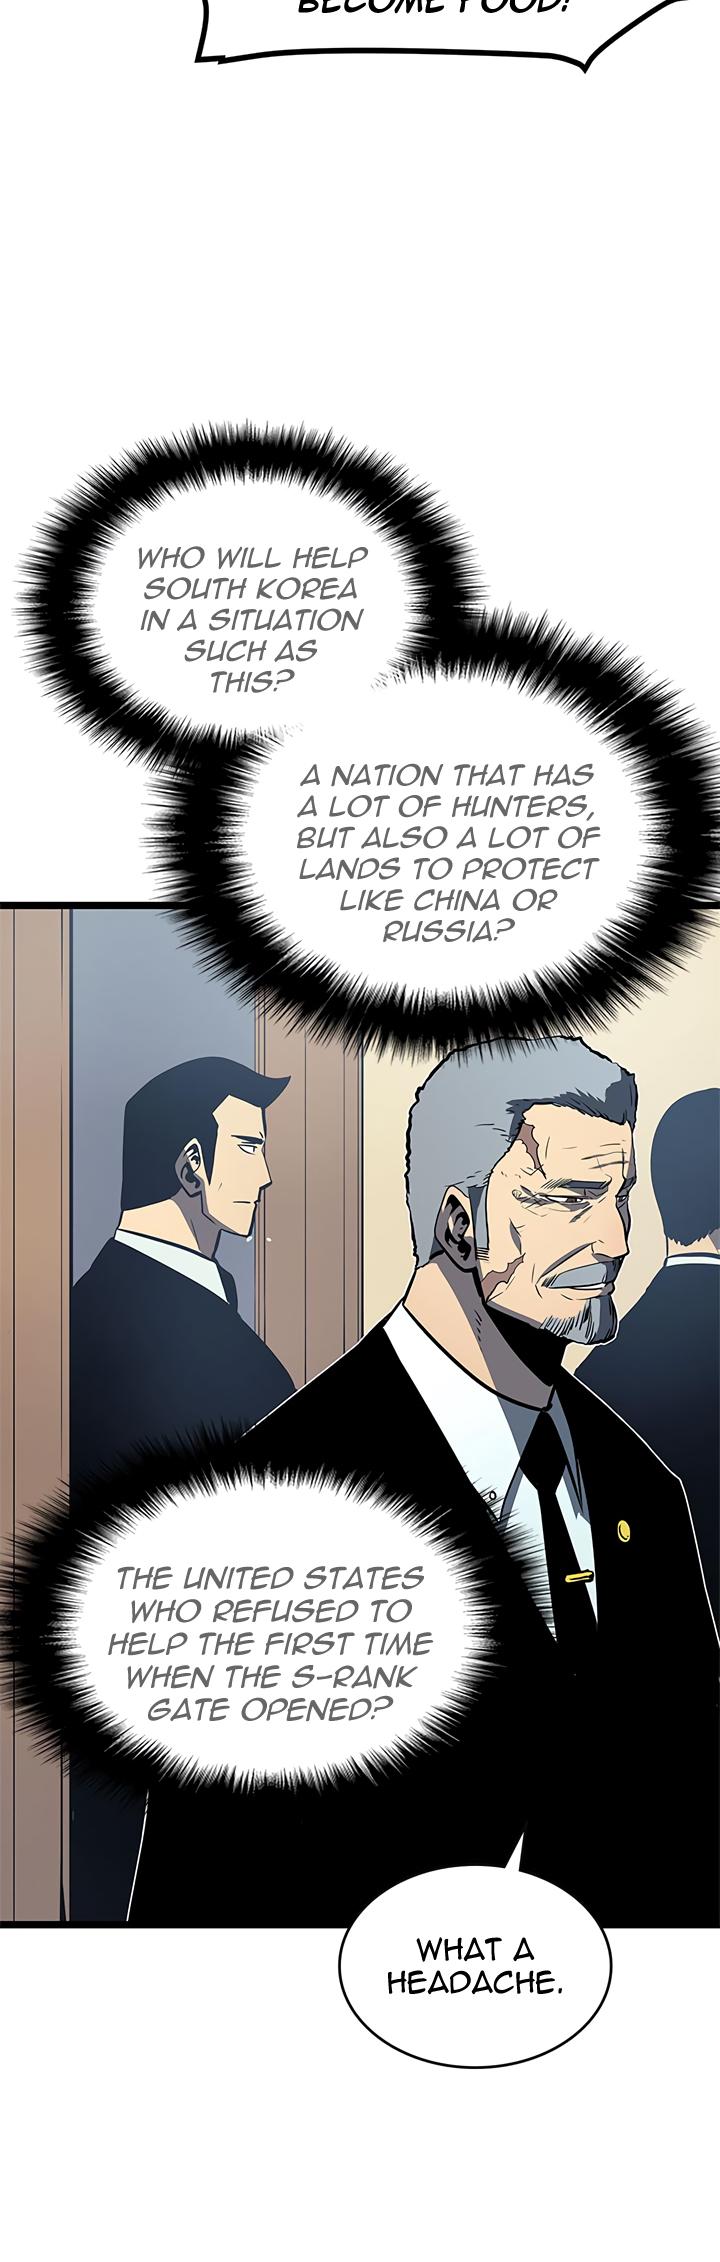 BECOME FOOD!
WHO WILL HELP
SOUTH KOREA
IN A SITUATION
SUCH AS
THIS?
A NATION THAT HAS
A LOT OF HUNTERS,
BUT ALSO A LOT OF
LANDS TO PROTECT
LIKE CHINA OR
RUSSIA?
THE UNITED STATES
WHO REFUSED TO
HELP THE FIRST TIME
WHEN THE S-RANK
GATE OPENED?
WHAT A
HEADACHE.